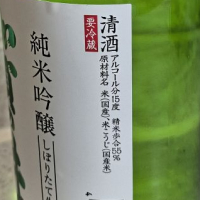 清酒
要冷蔵
アルコール分15度 精米歩合55%
原材料名 米(国産)、米こうじ(国産米)
純米吟醸
しぼりたて